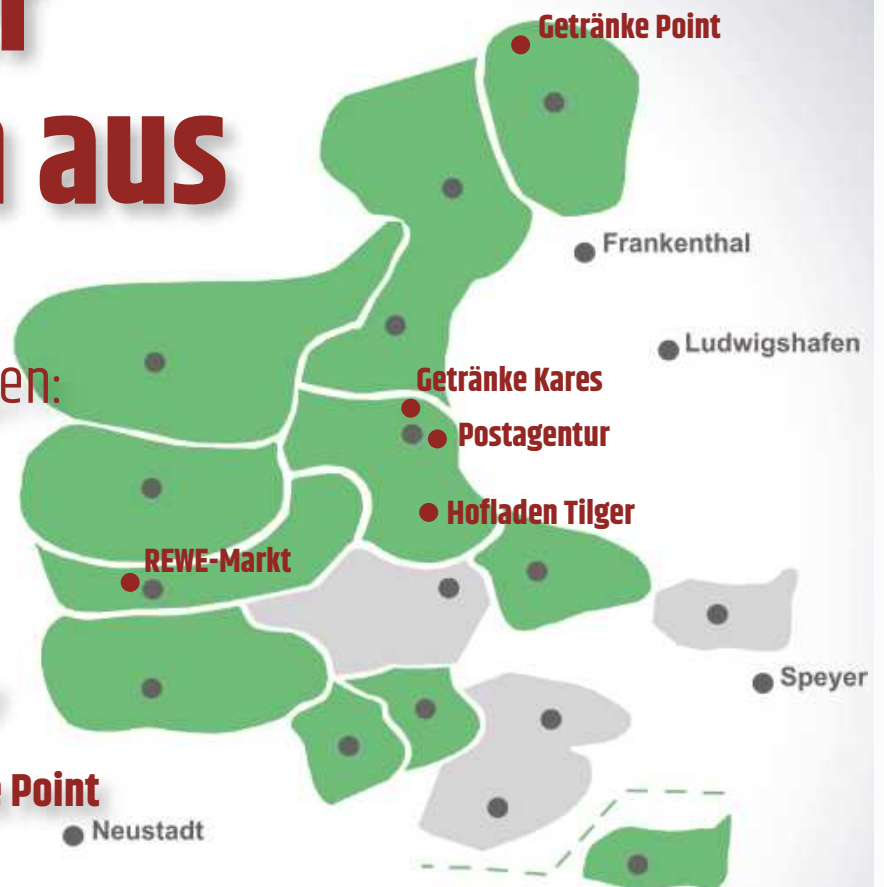 aus
Getränke Point
Frankenthal
Ludwigshafen
en:
Getränke Kares
Postagentur
Hofladen Tilger
REWE-Markt
Speyer
Point
Neustadt